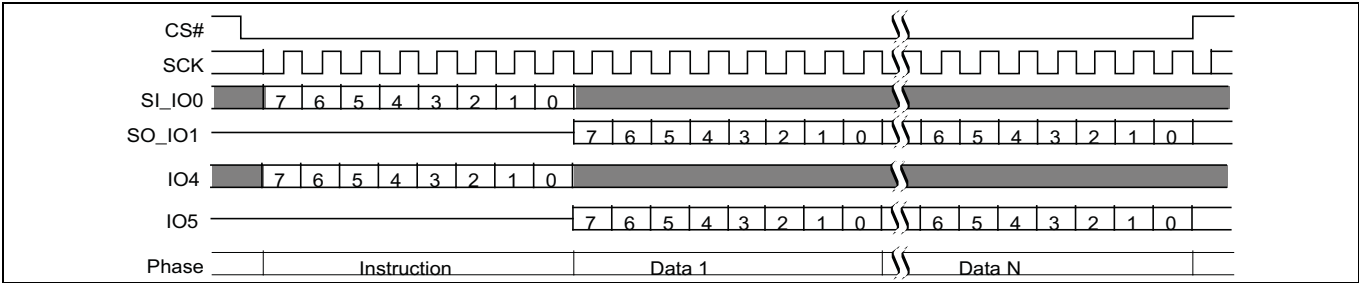 CS#
SCK
SI_IO0 7 6 5 4 3 2 1 0
SO_IO1 7 6 5 4 3 2 1 0 6 5 4 3 2 1 0
IO4 7 6 5 4 3 2 1 0
IO5 7 6 5 4 3 2 1 0 6 5 4 3 2 1 0
Phase Instruction Data 1 Data N